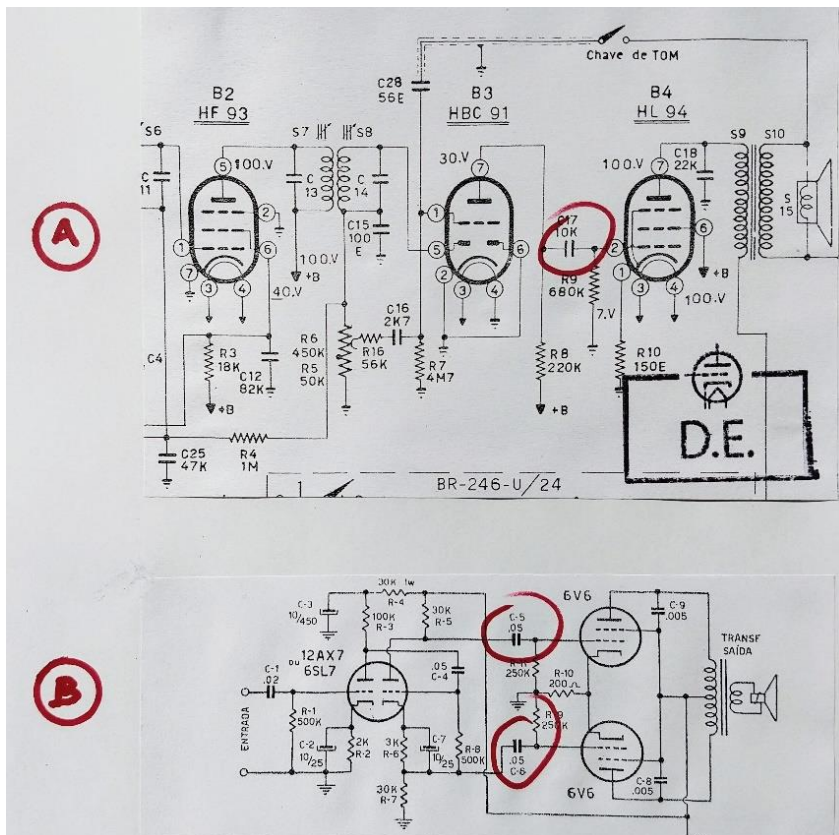 A
Chave de TOM
C28
56E
B2
HF 93
B3
HBC 91
B4
HL 94
S6
S7
S8
S9
S10
5
100.V
7
30.V
100.V
7
C18
22K
C
11
C
13
C
14
S
15
2
1
C17
10K
6
1
6
C15
100
E
5
6
2
+B
7
100.V
+B
2
R9
680K
1
3
4
40.V
3
4
7.V
3
4
100.V
C4
R3
18K
C12
82K
R6
450K
R5
50K
R16
56K
C16
2K7
R7
4M7
R8
220K
R10
150E
+B
+B
D.E.
C25
47K
R4
1M
1
BR-246-U/24
B
30K 1w
R-4
6V6
C-3
10/450
100K
R-3
30K
R-5
C-5
.05
C-9
.005
TRANSF
SAÍDA
12AX7
OU
6SL7
.05
C-4
R-11
250K
R-10
200Ω
C-1
.02
R-1
500K
ENTRADA
R-9
250K
C-2
10/25
2K
R-2
3K
R-6
C-7
10/25
R-8
500K
.05
C-6
C-8
.005
30K
R-7
6V6